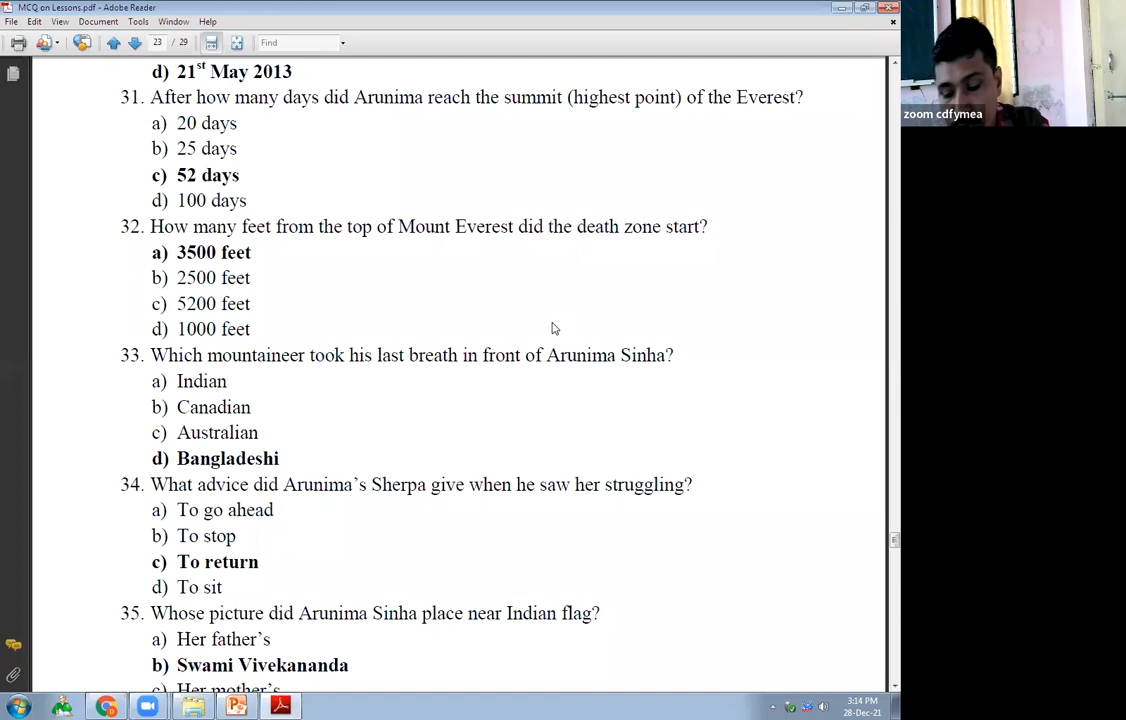 MCQ on Lessons.pdf - Adobe Reader
File Edit View Document Tools Window Help
23 / 29 Find
d) 21st May 2013
31. After how many days did Arunima reach the summit (highest point) of the Everest?
a) 20 days
b) 25 days
c) 52 days
d) 100 days
32. How many feet from the top of Mount Everest did the death zone start?
a) 3500 feet
b) 2500 feet
c) 5200 feet
d) 1000 feet
33. Which mountaineer took his last breath in front of Arunima Sinha?
a) Indian
b) Canadian
c) Australian
d) Bangladeshi
34. What advice did Arunima's Sherpa give when he saw her struggling?
a) To go ahead
b) To stop
c) To return
d) To sit
35. Whose picture did Arunima Sinha place near Indian flag?
a) Her father's
b) Swami Vivekananda
c) Her mother's
zoom cdfymea
3:14 PM
28-Dec-21